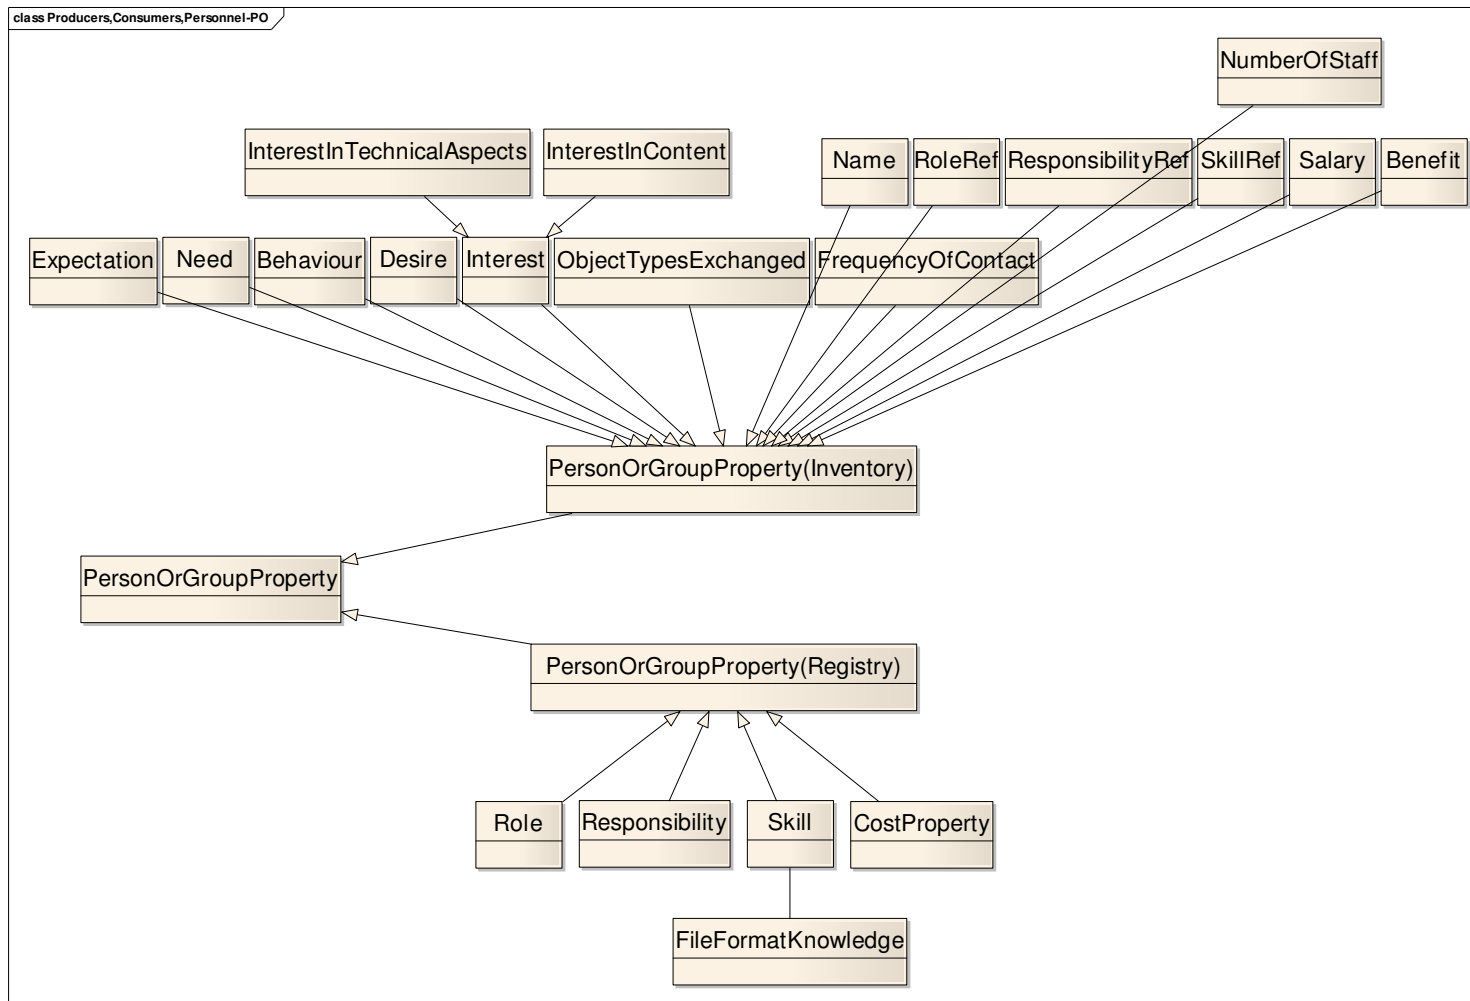 class Producers,Consumers,Personnel-PO
NumberOfStaff
InterestInTechnicalAspects
InterestInContent
Name
RoleRef
ResponsibilityRef
SkillRef
Salary
Benefit
Expectation
Need
Behaviour
Desire
Interest
ObjectTypesExchanged
FrequencyOfContact
PersonOrGroupProperty(Inventory)
PersonOrGroupProperty
PersonOrGroupProperty(Registry)
Role
Responsibility
Skill
CostProperty
FileFormatKnowledge